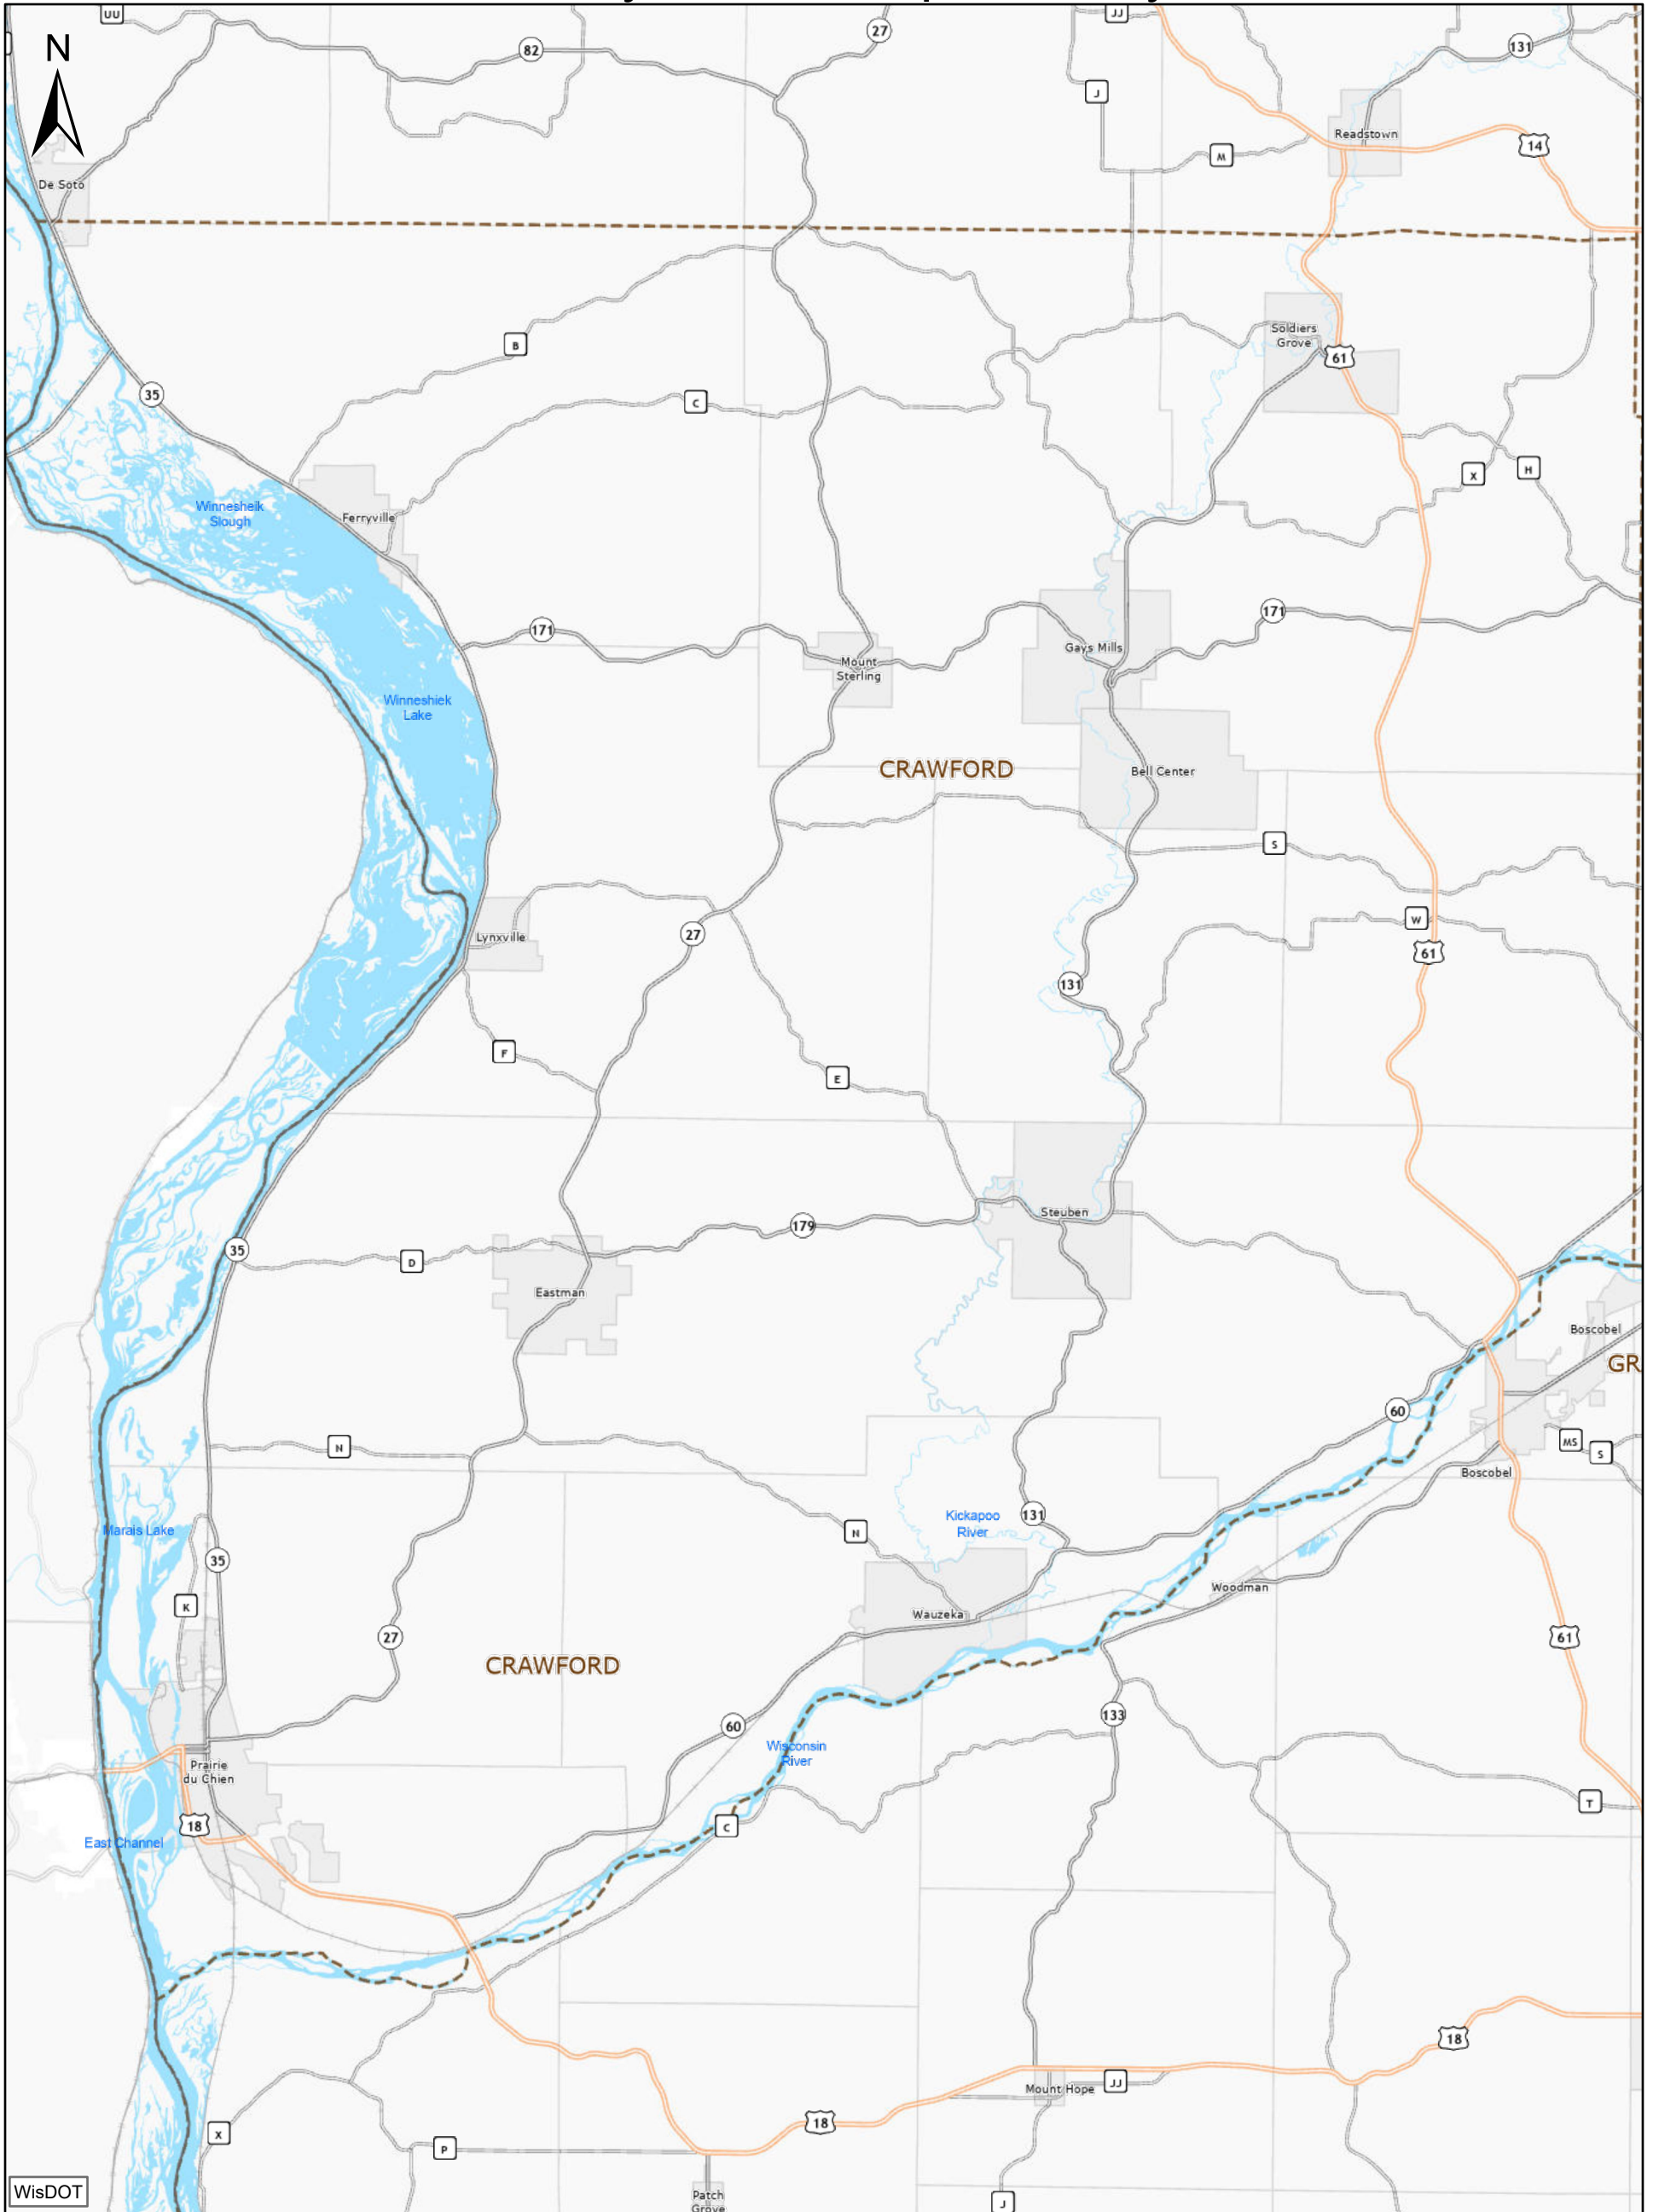 UU
JJ
27
82
131
N
J
Readstown
14
M
De Soto
Soldiers
Grove
B
61
35
C
X
H
Winnesheik
Slough
Ferryville
171
171
Gays Mills
Mount
Sterling
Winneshiek
Lake
CRAWFORD
Bell Center
S
W
27
Lynxville
61
131
F
E
Steuben
179
35
D
Eastman
Boscobel
GR
60
N
MS
S
Boscobel
Kickapoo
River
131
N
Marais Lake
35
Woodman
K
Wauzeka
27
61
CRAWFORD
133
60
Wisconsin
River
Prairie
du Chien
T
18
C
East Channel
18
JJ
Mount Hope
18
X
P
WisDOT
Patch
Grove
J